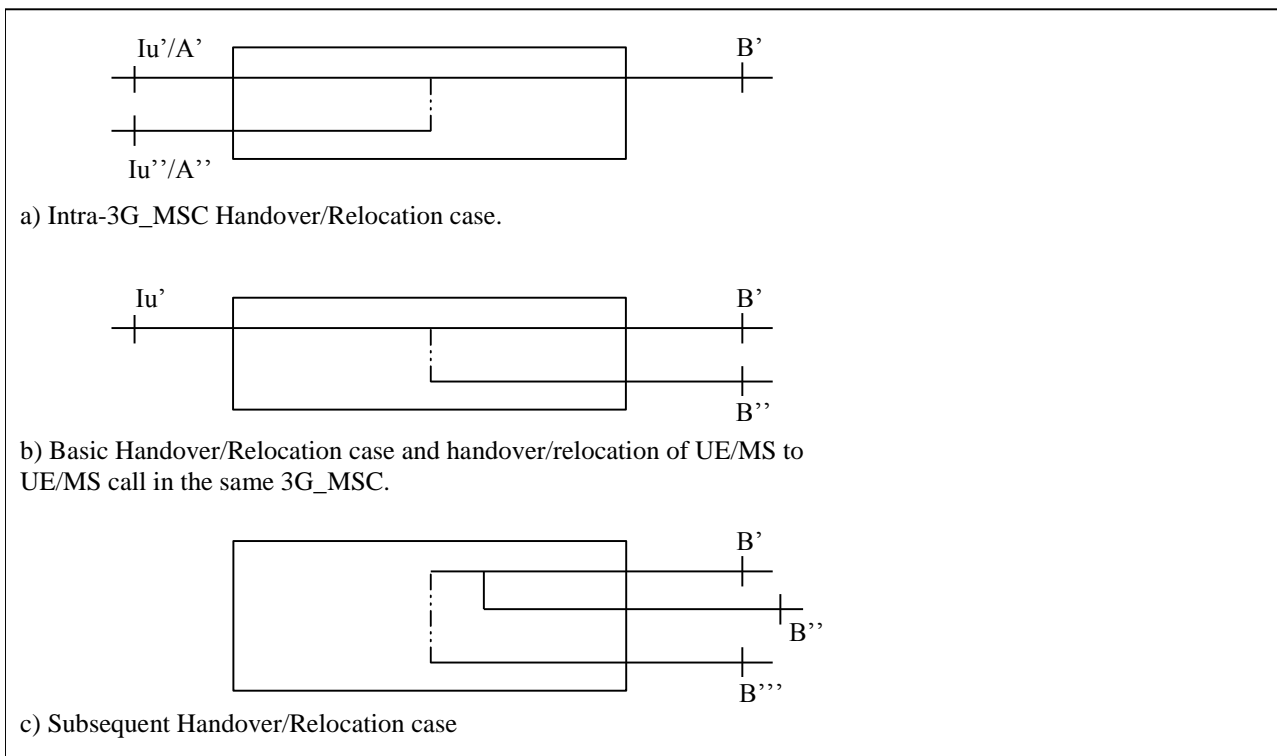 Iu’/A’
B’
Iu’’/A’’
a) Intra-3G_MSC Handover/Relocation case.
Iu’
B’
B’’
b) Basic Handover/Relocation case and handover/relocation of UE/MS to
UE/MS call in the same 3G_MSC.
B’
B’’
B’’’
c) Subsequent Handover/Relocation case